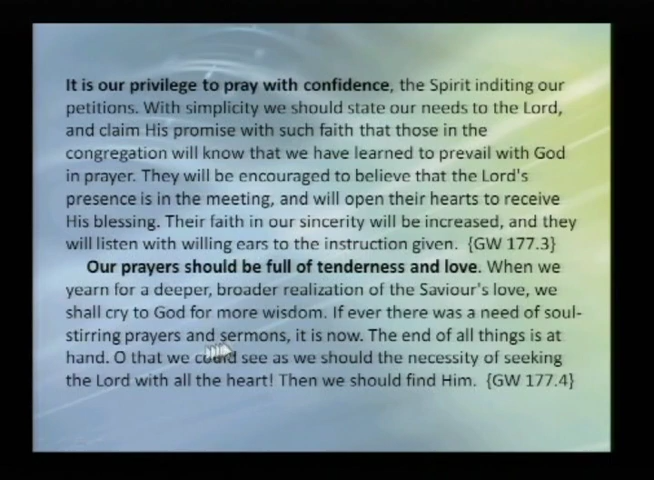 It is our privilege to pray with confidence, the Spirit inditing our
petitions. With simplicity we should state our needs to the Lord,
and claim His promise with such faith that those in the
congregation will know that we have learned to prevail with God
in prayer. They will be encouraged to believe that the Lord's
presence is in the meeting, and will open their hearts to receive
His blessing. Their faith in our sincerity will be increased, and they
will listen with willing ears to the instruction given. {GW 177.3}
Our prayers should be full of tenderness and love. When we
yearn for a deeper, broader realization of the Saviour's love, we
shall cry to God for more wisdom. If ever there was a need of soul-
stirring prayers and sermons, it is now. The end of all things is at
hand. O that we could see as we should the necessity of seeking
the Lord with all the heart! Then we should find Him. {GW 177.4}